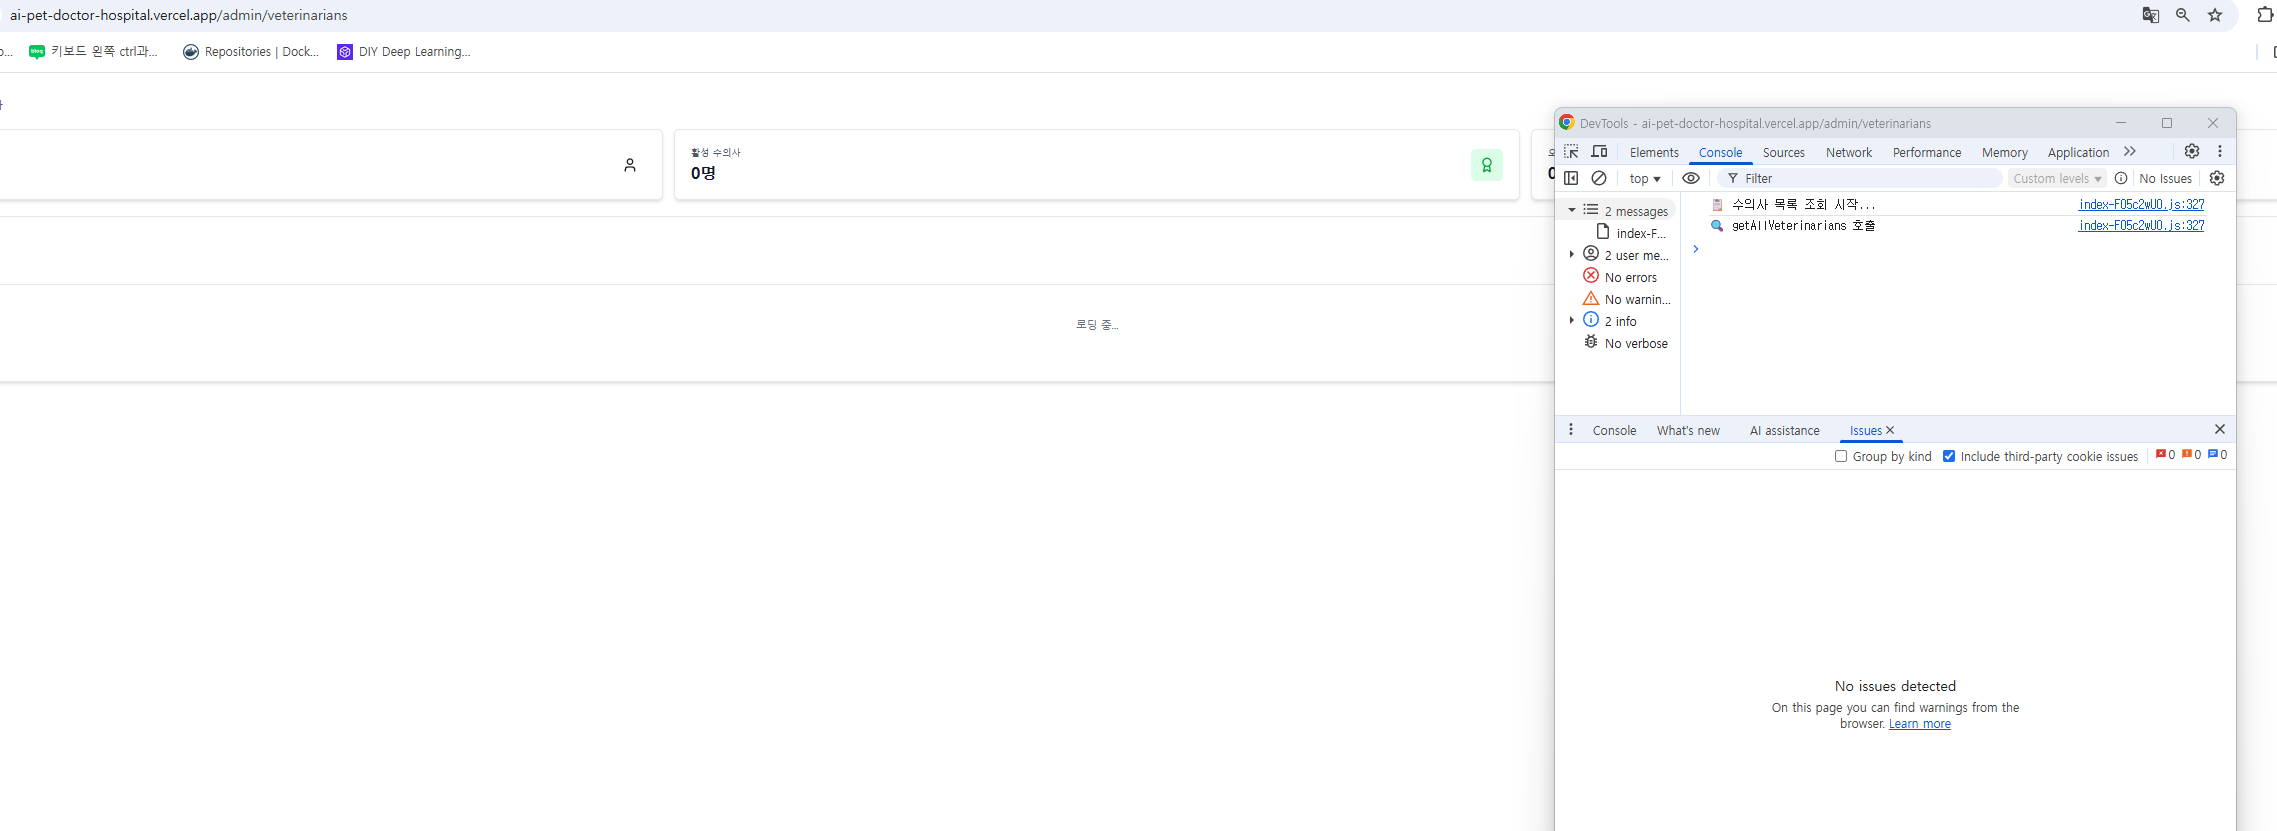 ai-pet-doctor-hospital.vercel.app/admin/veterinarians
키보드 왼쪽 ctrl과...
Repositories | Dock...
DIY Deep Learning...
활성 수의사
0명
로딩 중...
DevTools - ai-pet-doctor-hospital.vercel.app/admin/veterinarians
Elements Console Sources Network Performance Memory Application
top Filter Custom levels No Issues
2 messages
index-F...
2 user me...
No errors
No warnin...
2 info
No verbose
수의사 목록 조회 시작... index-F05c2wU0.js:327
getAllVeterinarians 호출 index-F05c2wU0.js:327
Console What's new AI assistance Issues
Group by kind Include third-party cookie issues 0 0 0
No issues detected
On this page you can find warnings from the
browser. Learn more